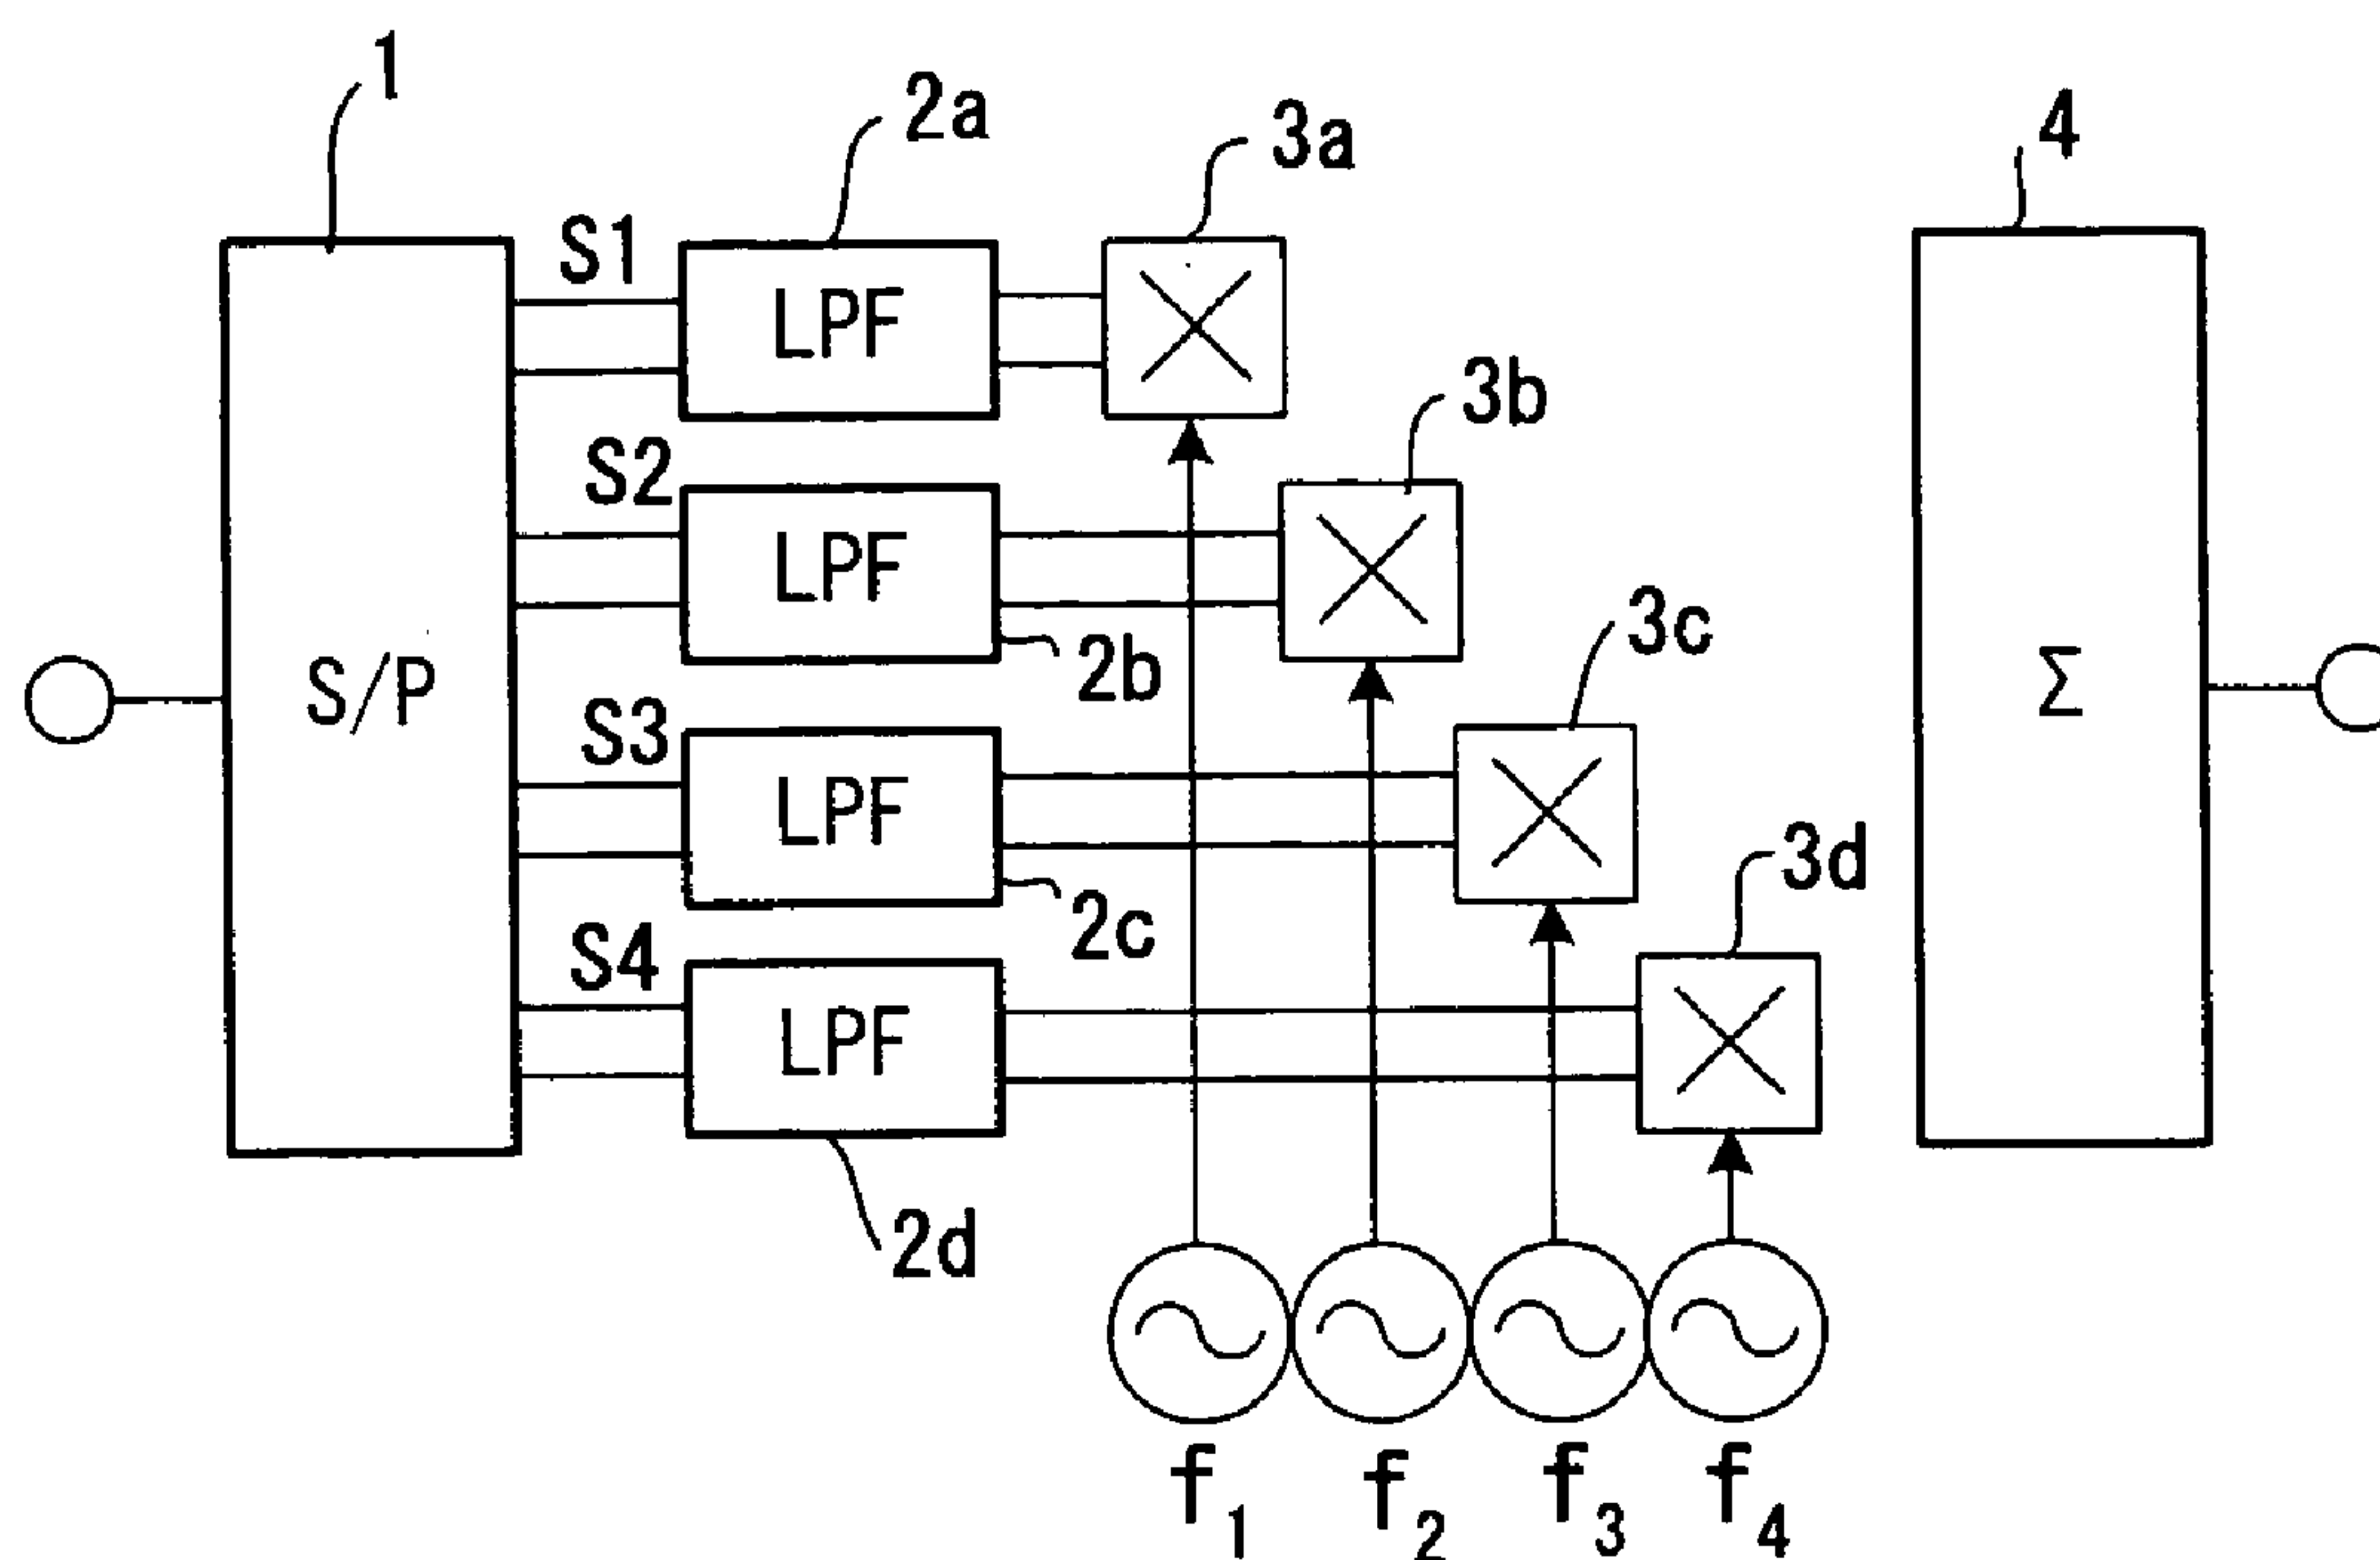 1
2a
3a
4
S1
LPF
3b
S2
LPF
2b
3c
S/P
Σ
S3
LPF
2c
3d
S4
LPF
2d
f1
f2
f3
f4